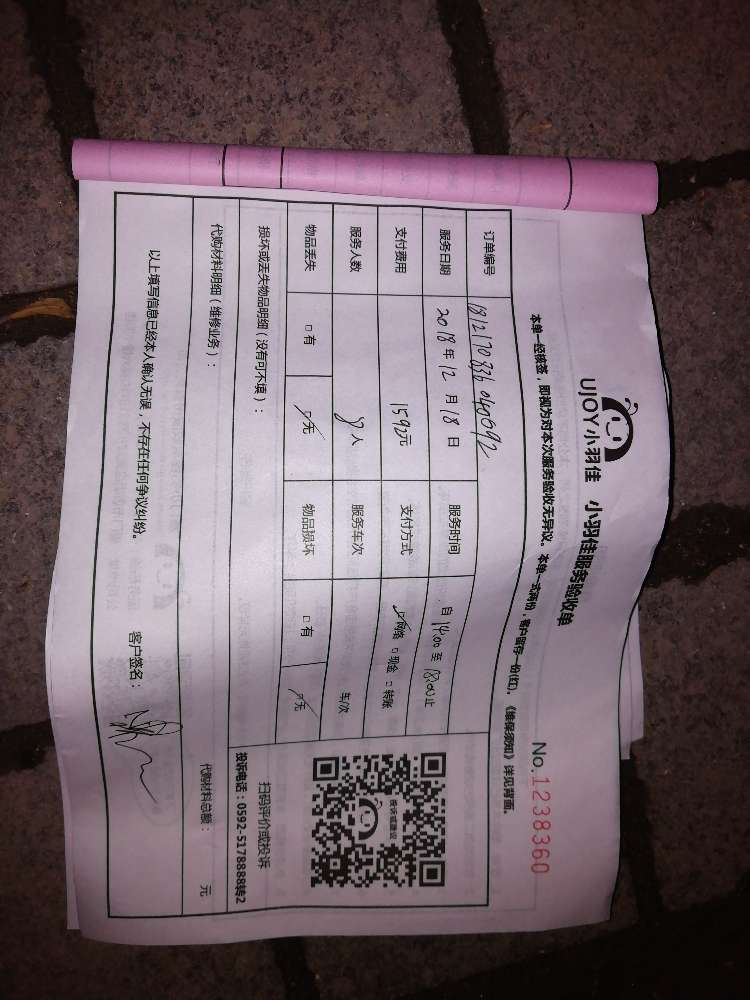 UJOY小羽佳 小羽佳服务验收单
No.1238360
本单一经核签，即视为对本次服务验收无异议。本单一式两份，客户留存一份(红)。《维保须知》详见背面。
订单编号 18121708336040092
服务日期 2018年12月18日 服务时间 自14:00至18:00止
支付费用 1592元 支付方式 ☑网络 □现金 □转账
服务人数 8人 服务车次 车/次
物品丢失 □有 ☑无 物品损坏 □有 ☑无
扫码评价或投诉
投诉电话：0592-5178888转2
损坏或丢失物品明细（没有可不填）：
代购材料明细（维修业务）： 代购材料总额： 元
以上填写信息已经本人确认无误，不存在任何争议纠纷。 客户签名：